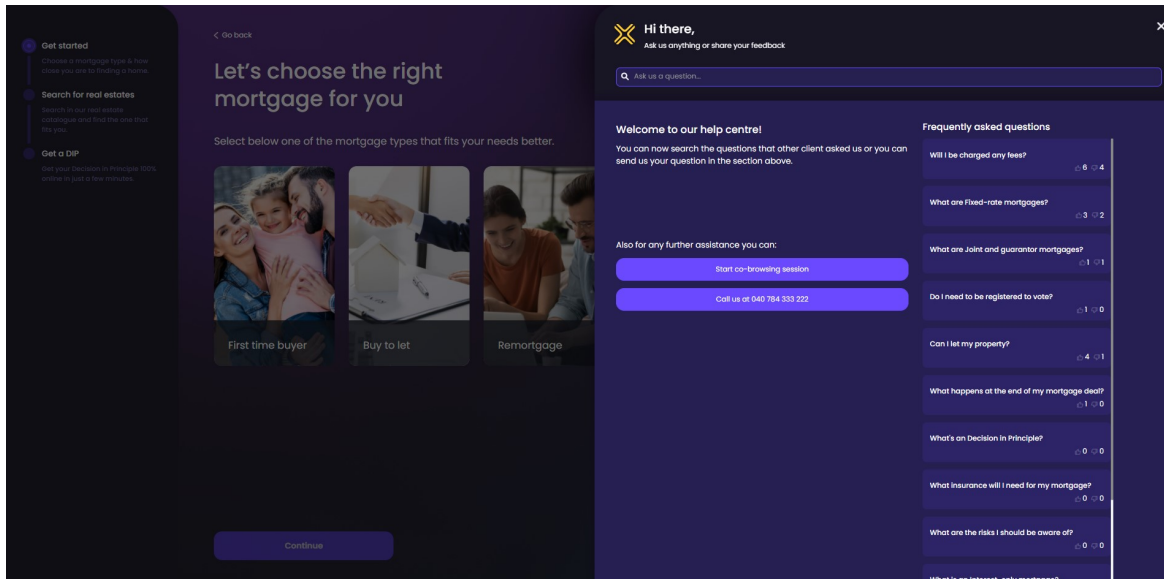 Get started
Choose a mortgage type & how
close you are to finding a home.
Search for real estates
Search in our real estate
catalogue and find the one that
fits you.
Get a DIP
Get your Decision in Principle 100%
online in just a few minutes.
Go back
Let's choose the right
mortgage for you
Select below one of the mortgage types that fits your needs better.
First time buyer
Buy to let
Remortgage
Continue
Hi there,
Ask us anything or share your feedback
Ask us a question...
Welcome to our help centre!
You can now search the questions that other client asked us or you can
send us your question in the section above.
Also for any further assistance you can:
Start co-browsing session
Call us at 040 784 333 222
Frequently asked questions
Will I be charged any fees?
6 4
What are Fixed-rate mortgages?
3 2
What are Joint and guarantor mortgages?
1 1
Do I need to be registered to vote?
1 0
Can I let my property?
4 1
What happens at the end of my mortgage deal?
1 0
What's an Decision in Principle?
0 0
What insurance will I need for my mortgage?
0 0
What are the risks I should be aware of?
0 0
What is an interest-only mortgage?